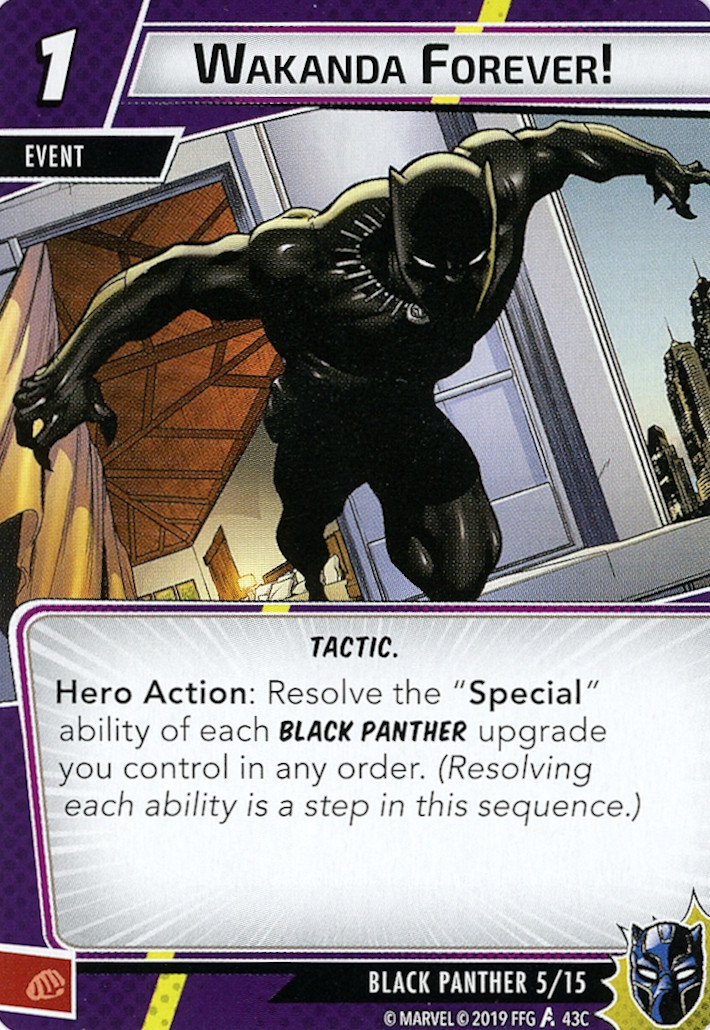 1
WAKANDA FOREVER!
EVENT
TACTIC.
Hero Action: Resolve the “Special”
ability of each BLACK PANTHER upgrade
you control in any order. (Resolving
each ability is a step in this sequence.)
BLACK PANTHER 5/15
© MARVEL © 2019 FFG 43C